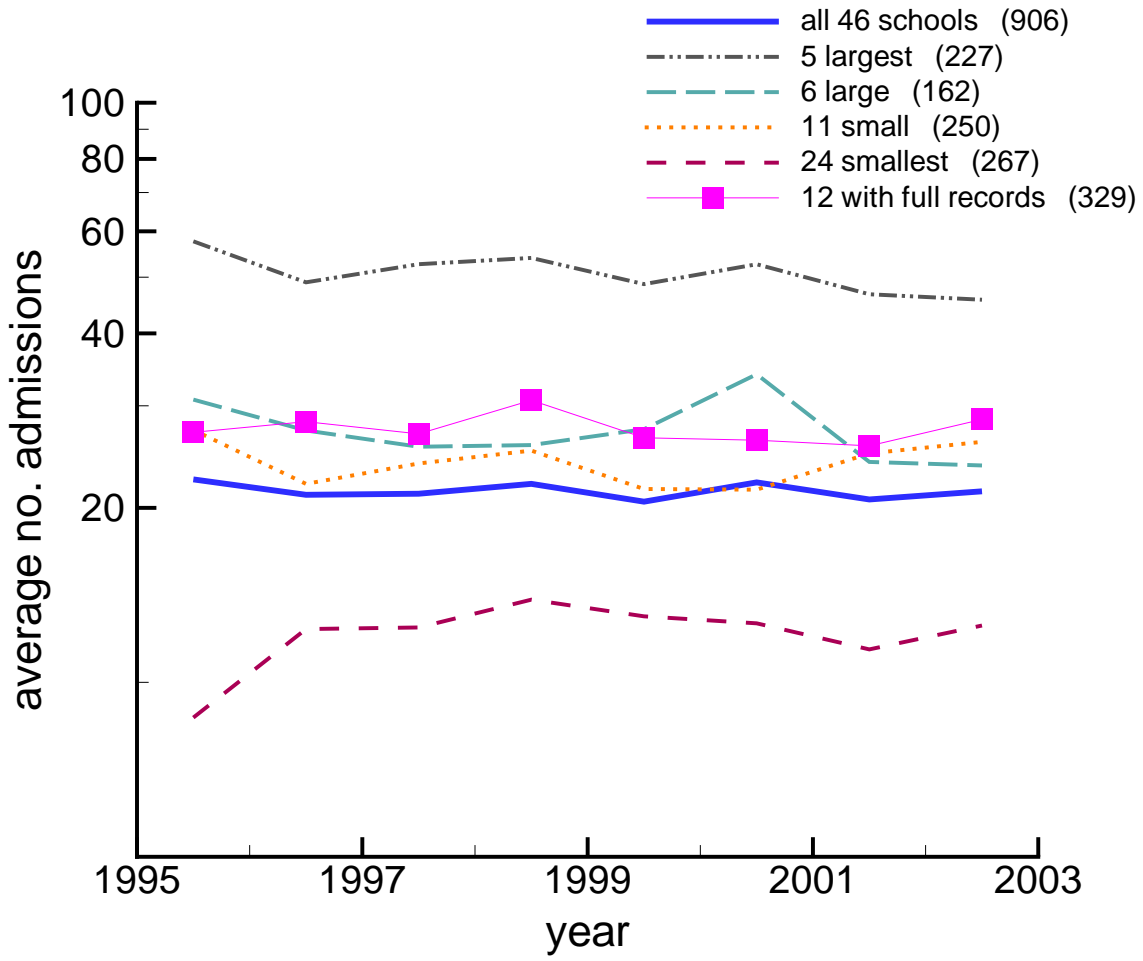 all 46 schools (906)
5 largest (227)
6 large (162)
11 small (250)
24 smallest (267)
12 with full records (329)
100
80
60
40
20
average no. admissions
1995 1997 1999 2001 2003
year